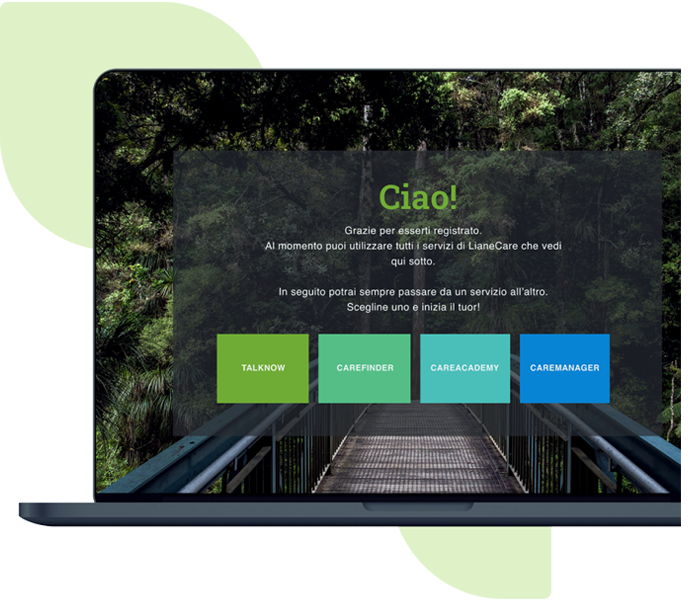 Ciao!
Grazie per esserti registrato.
Al momento puoi utilizzare tutti i servizi di LianeCare che vedi
qui sotto.
In seguito potrai sempre passare da un servizio all'altro.
Scegline uno e inizia il tuor!
TALKNOW
CAREFINDER
CAREACADEMY
CAREMANAGER